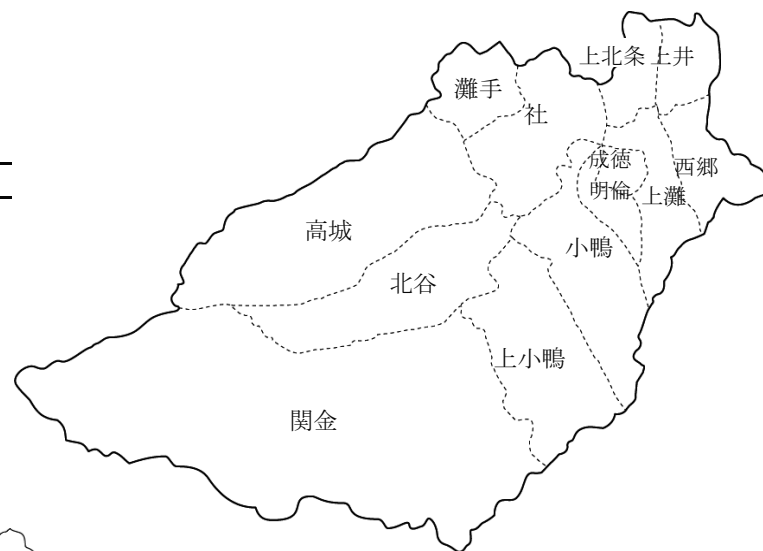 上北条
上井
灘手
社
成徳
西郷
明倫
上灘
高城
小鴨
北谷
上小鴨
関金